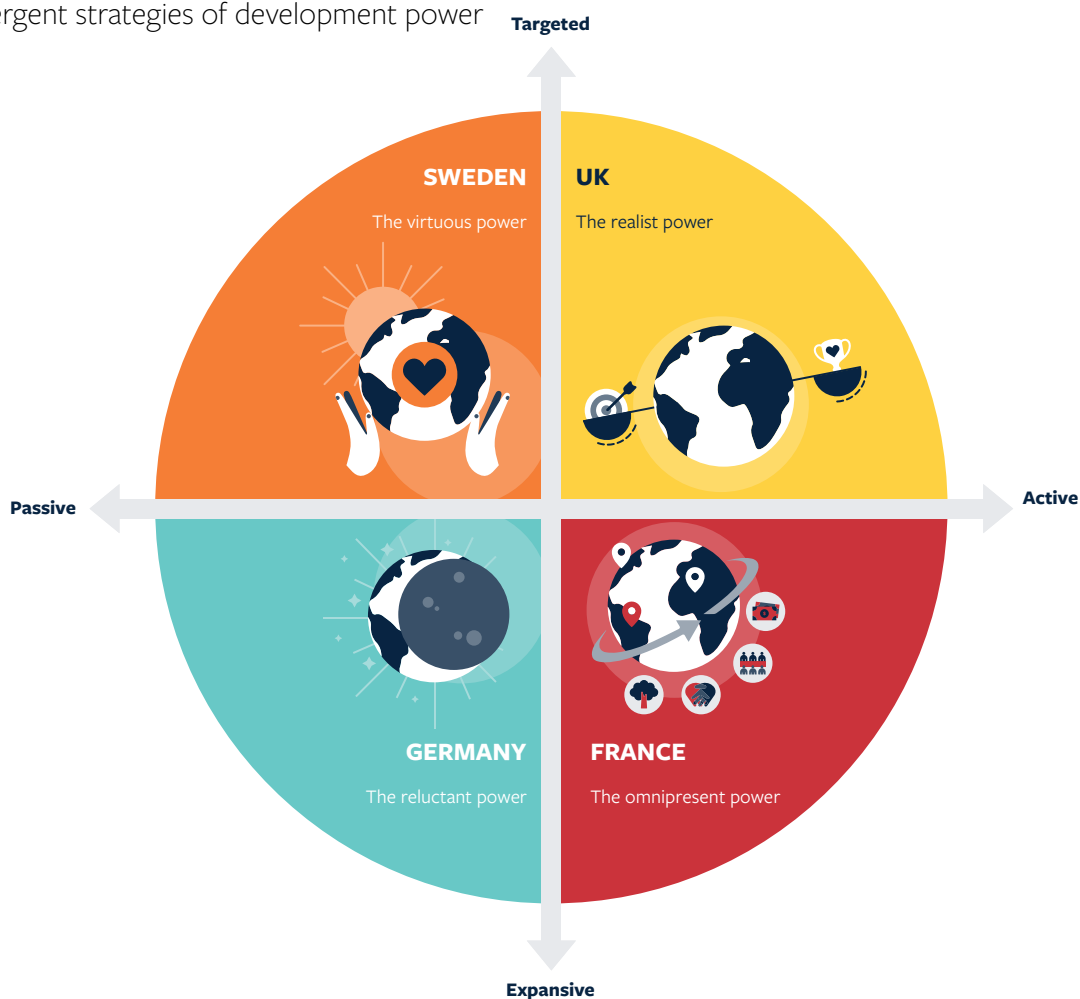 strategies of development power
Targeted
SWEDEN
The virtuous power
UK
The realist power
Passive
Active
GERMANY
The reluctant power
FRANCE
The omnipresent power
Expansive